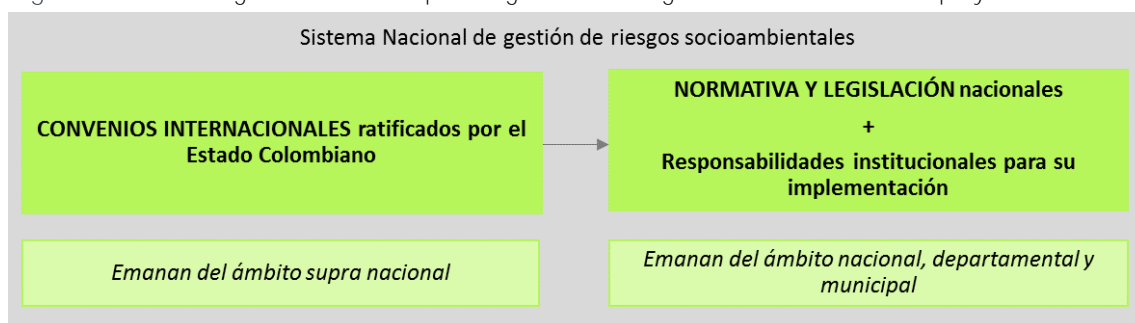 Sistema Nacional de gestión de riesgos socioambientales
CONVENIOS INTERNACIONALES ratificados por el
Estado Colombiano
NORMATIVA Y LEGISLACIÓN nacionales
+
Responsabilidades institucionales para su
implementación
Emanan del ámbito supra nacional
Emanan del ámbito nacional, departamental y
municipal